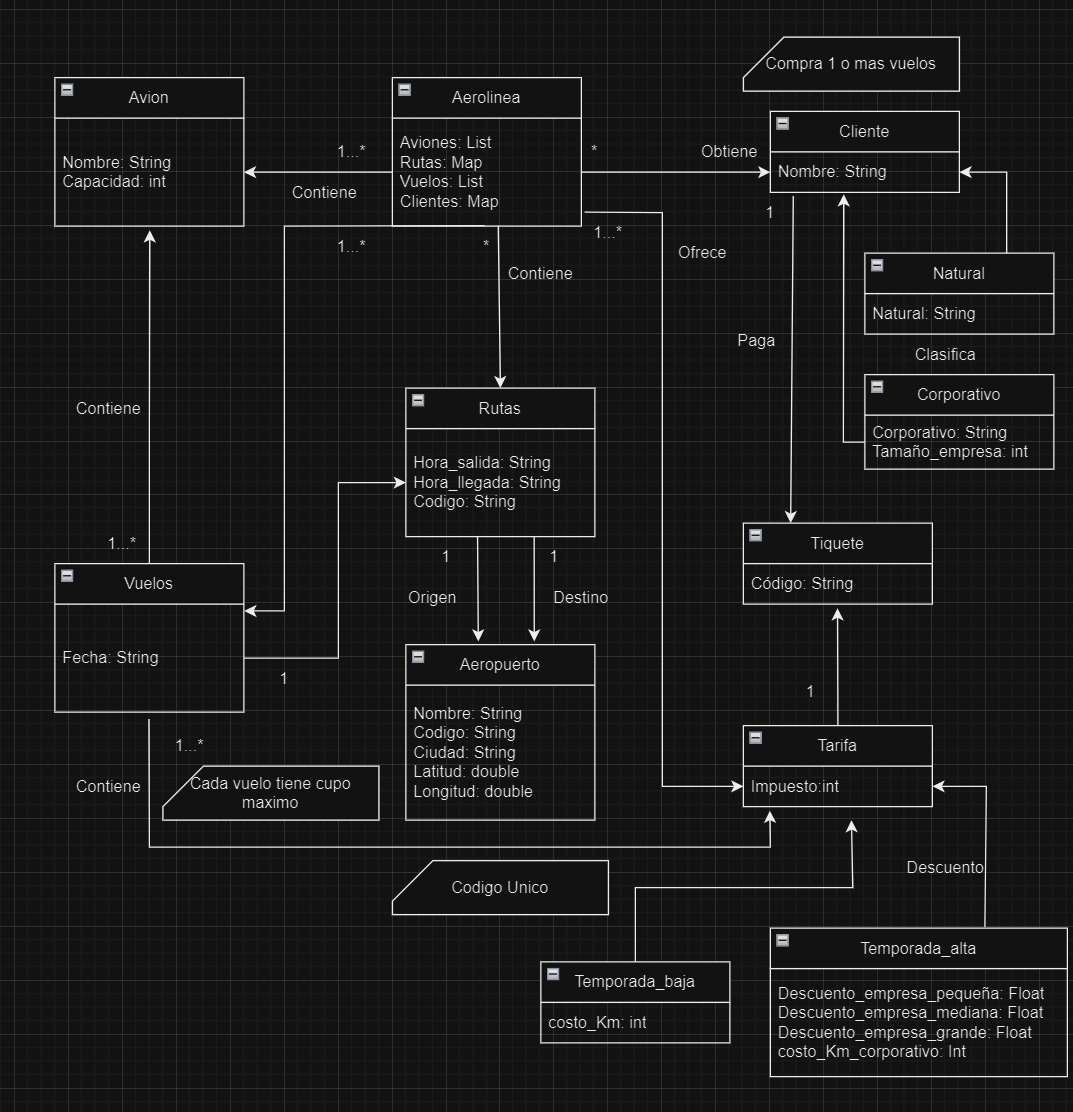 Compra 1 o mas vuelos
Avion
Nombre: String
Capacidad: int
1...*
Contiene
Aerolinea
Aviones: List
Rutas: Map
Vuelos: List
Clientes: Map
*
Obtiene
Cliente
Nombre: String
1
1...*
*
Contiene
1...*
Ofrece
Natural
Natural: String
Clasifica
Paga
Corporativo
Corporativo: String
Tamaño_empresa: int
Contiene
1...*
Rutas
Hora_salida: String
Hora_llegada: String
Codigo: String
1
1
Origen
Destino
Tiquete
Código: String
Vuelos
Fecha: String
1
Aeropuerto
Nombre: String
Codigo: String
Ciudad: String
Latitud: double
Longitud: double
1
Tarifa
Impuesto:int
1...*
Contiene
Cada vuelo tiene cupo
maximo
Codigo Unico
Descuento
Temporada_baja
costo_Km: int
Temporada_alta
Descuento_empresa_pequeña: Float
Descuento_empresa_mediana: Float
Descuento_empresa_grande: Float
costo_Km_corporativo: Int